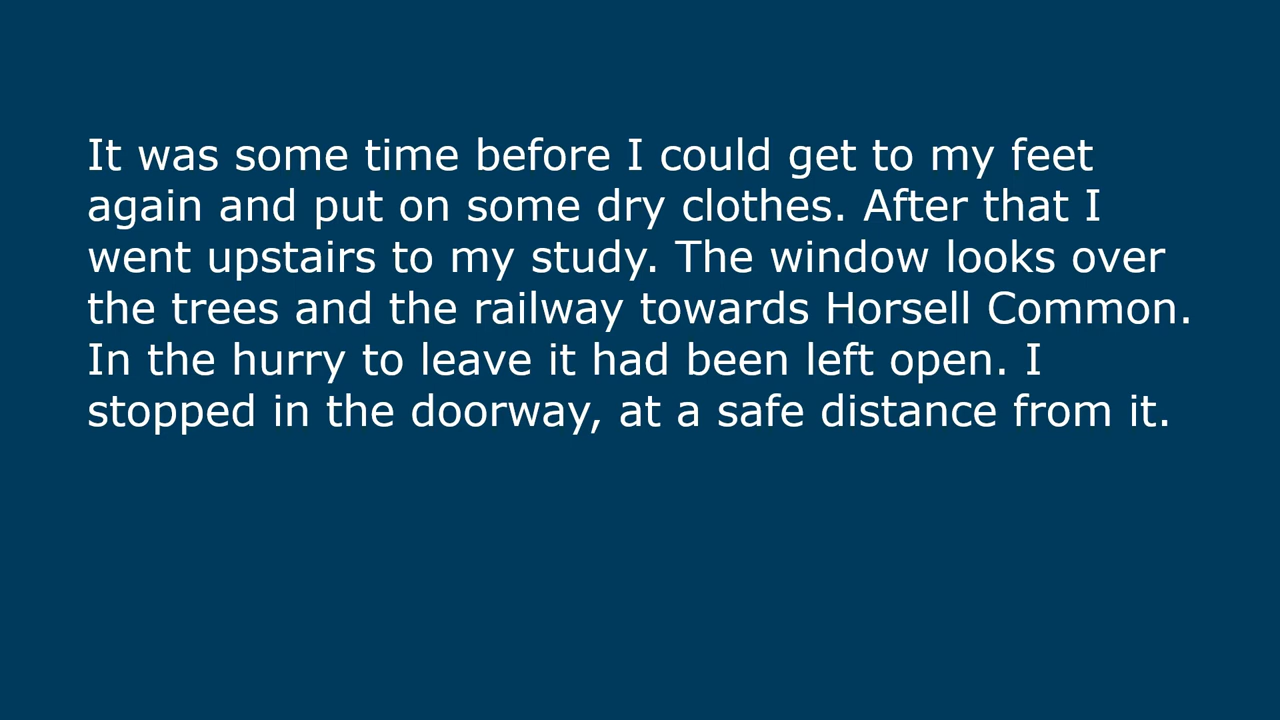 It was some time before I could get to my feet
again and put on some dry clothes. After that I
went upstairs to my study. The window looks over
the trees and the railway towards Horsell Common.
In the hurry to leave it had been left open. I
stopped in the doorway, at a safe distance from it.